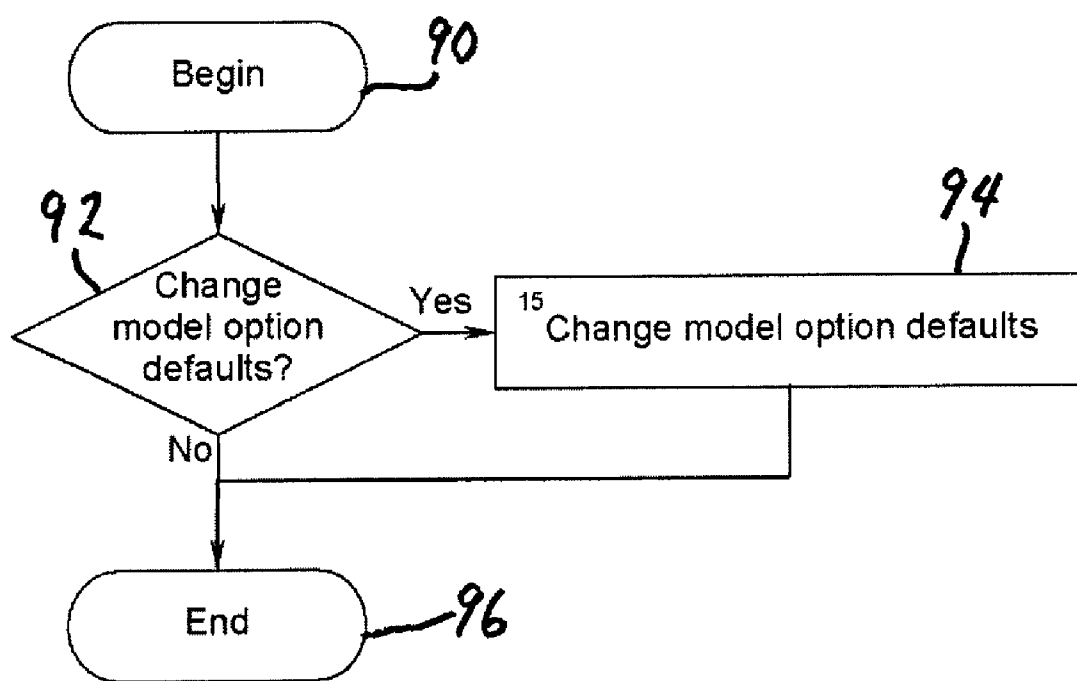 90
Begin
92
94
Change
model option
defaults?
Yes
15 Change model option defaults
No
End
96